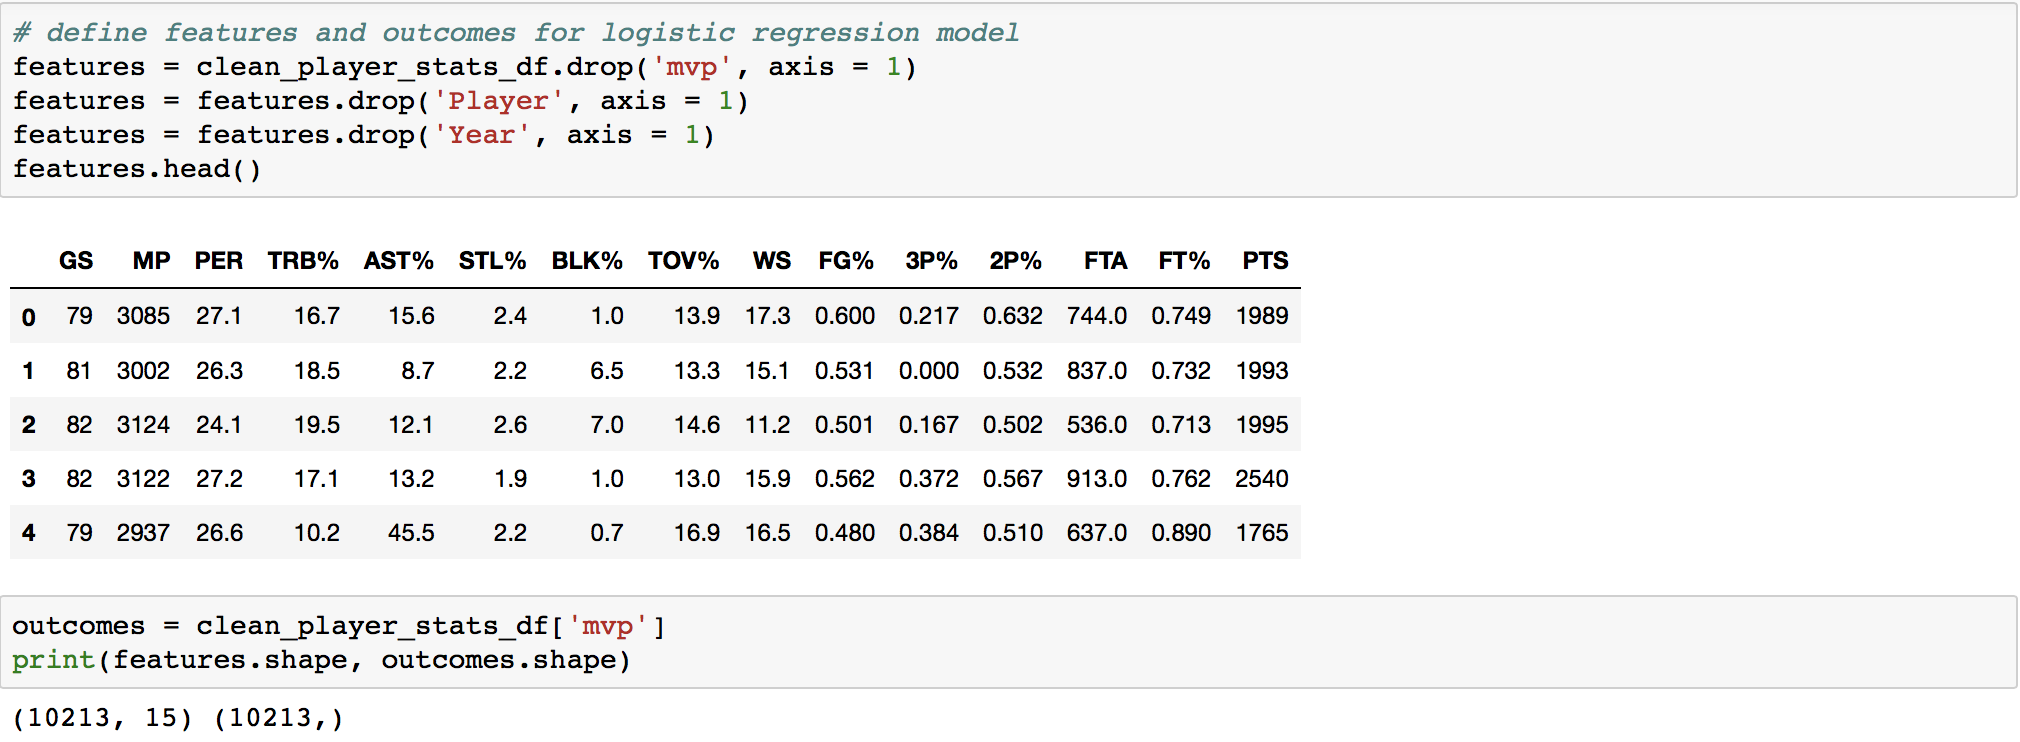 # define features and outcomes for logistic regression model
features = clean_player_stats_df.drop('mvp', axis = 1)
features = features.drop('Player', axis = 1)
features = features.drop('Year', axis = 1)
features.head()
GS MP PER TRB% AST% STL% BLK% TOV% WS FG% 3P% 2P% FTA FT% PTS
0 79 3085 27.1 16.7 15.6 2.4 1.0 13.9 17.3 0.600 0.217 0.632 744.0 0.749 1989
1 81 3002 26.3 18.5 8.7 2.2 6.5 13.3 15.1 0.531 0.000 0.532 837.0 0.732 1993
2 82 3124 24.1 19.5 12.1 2.6 7.0 14.6 11.2 0.501 0.167 0.502 536.0 0.713 1995
3 82 3122 27.2 17.1 13.2 1.9 1.0 13.0 15.9 0.562 0.372 0.567 913.0 0.762 2540
4 79 2937 26.6 10.2 45.5 2.2 0.7 16.9 16.5 0.480 0.384 0.510 637.0 0.890 1765
outcomes = clean_player_stats_df['mvp']
print(features.shape, outcomes.shape)
(10213, 15) (10213,)